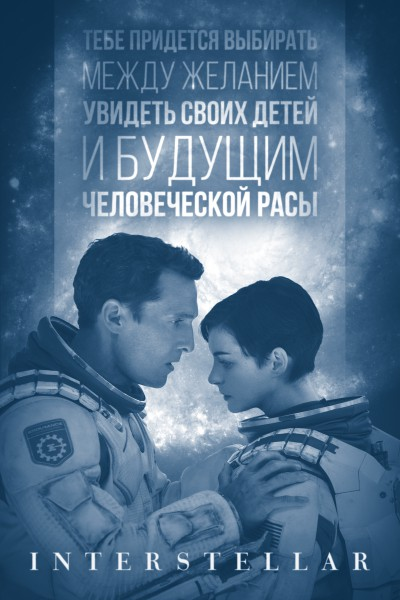 ТЕБЕ ПРИДЕТСЯ ВЫБИРАТЬ
МЕЖДУ ЖЕЛАНИЕМ
УВИДЕТЬ СВОИХ ДЕТЕЙ
И БУДУЩИМ
ЧЕЛОВЕЧЕСКОЙ РАСЫ
INTERSTELLAR